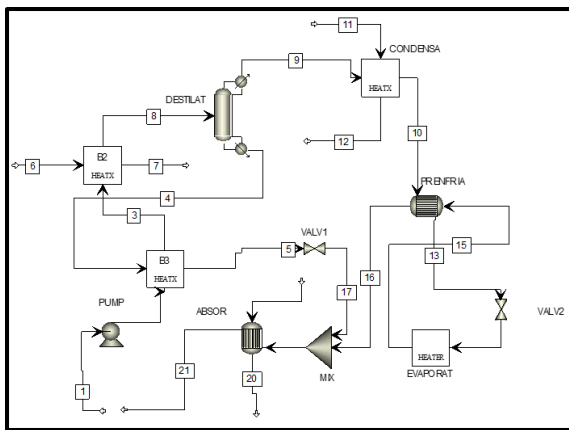 11
CONDENSA
9
HEATX
DESTILAT
8
12
10
B2
6
HEATX
7
PRENFRIA
4
3
15
VALV1
13
B3
5
16
HEATX
17
PUMP
ABSOR
VALV2
HEATER
21
MIX
EVAPORAT
1
20